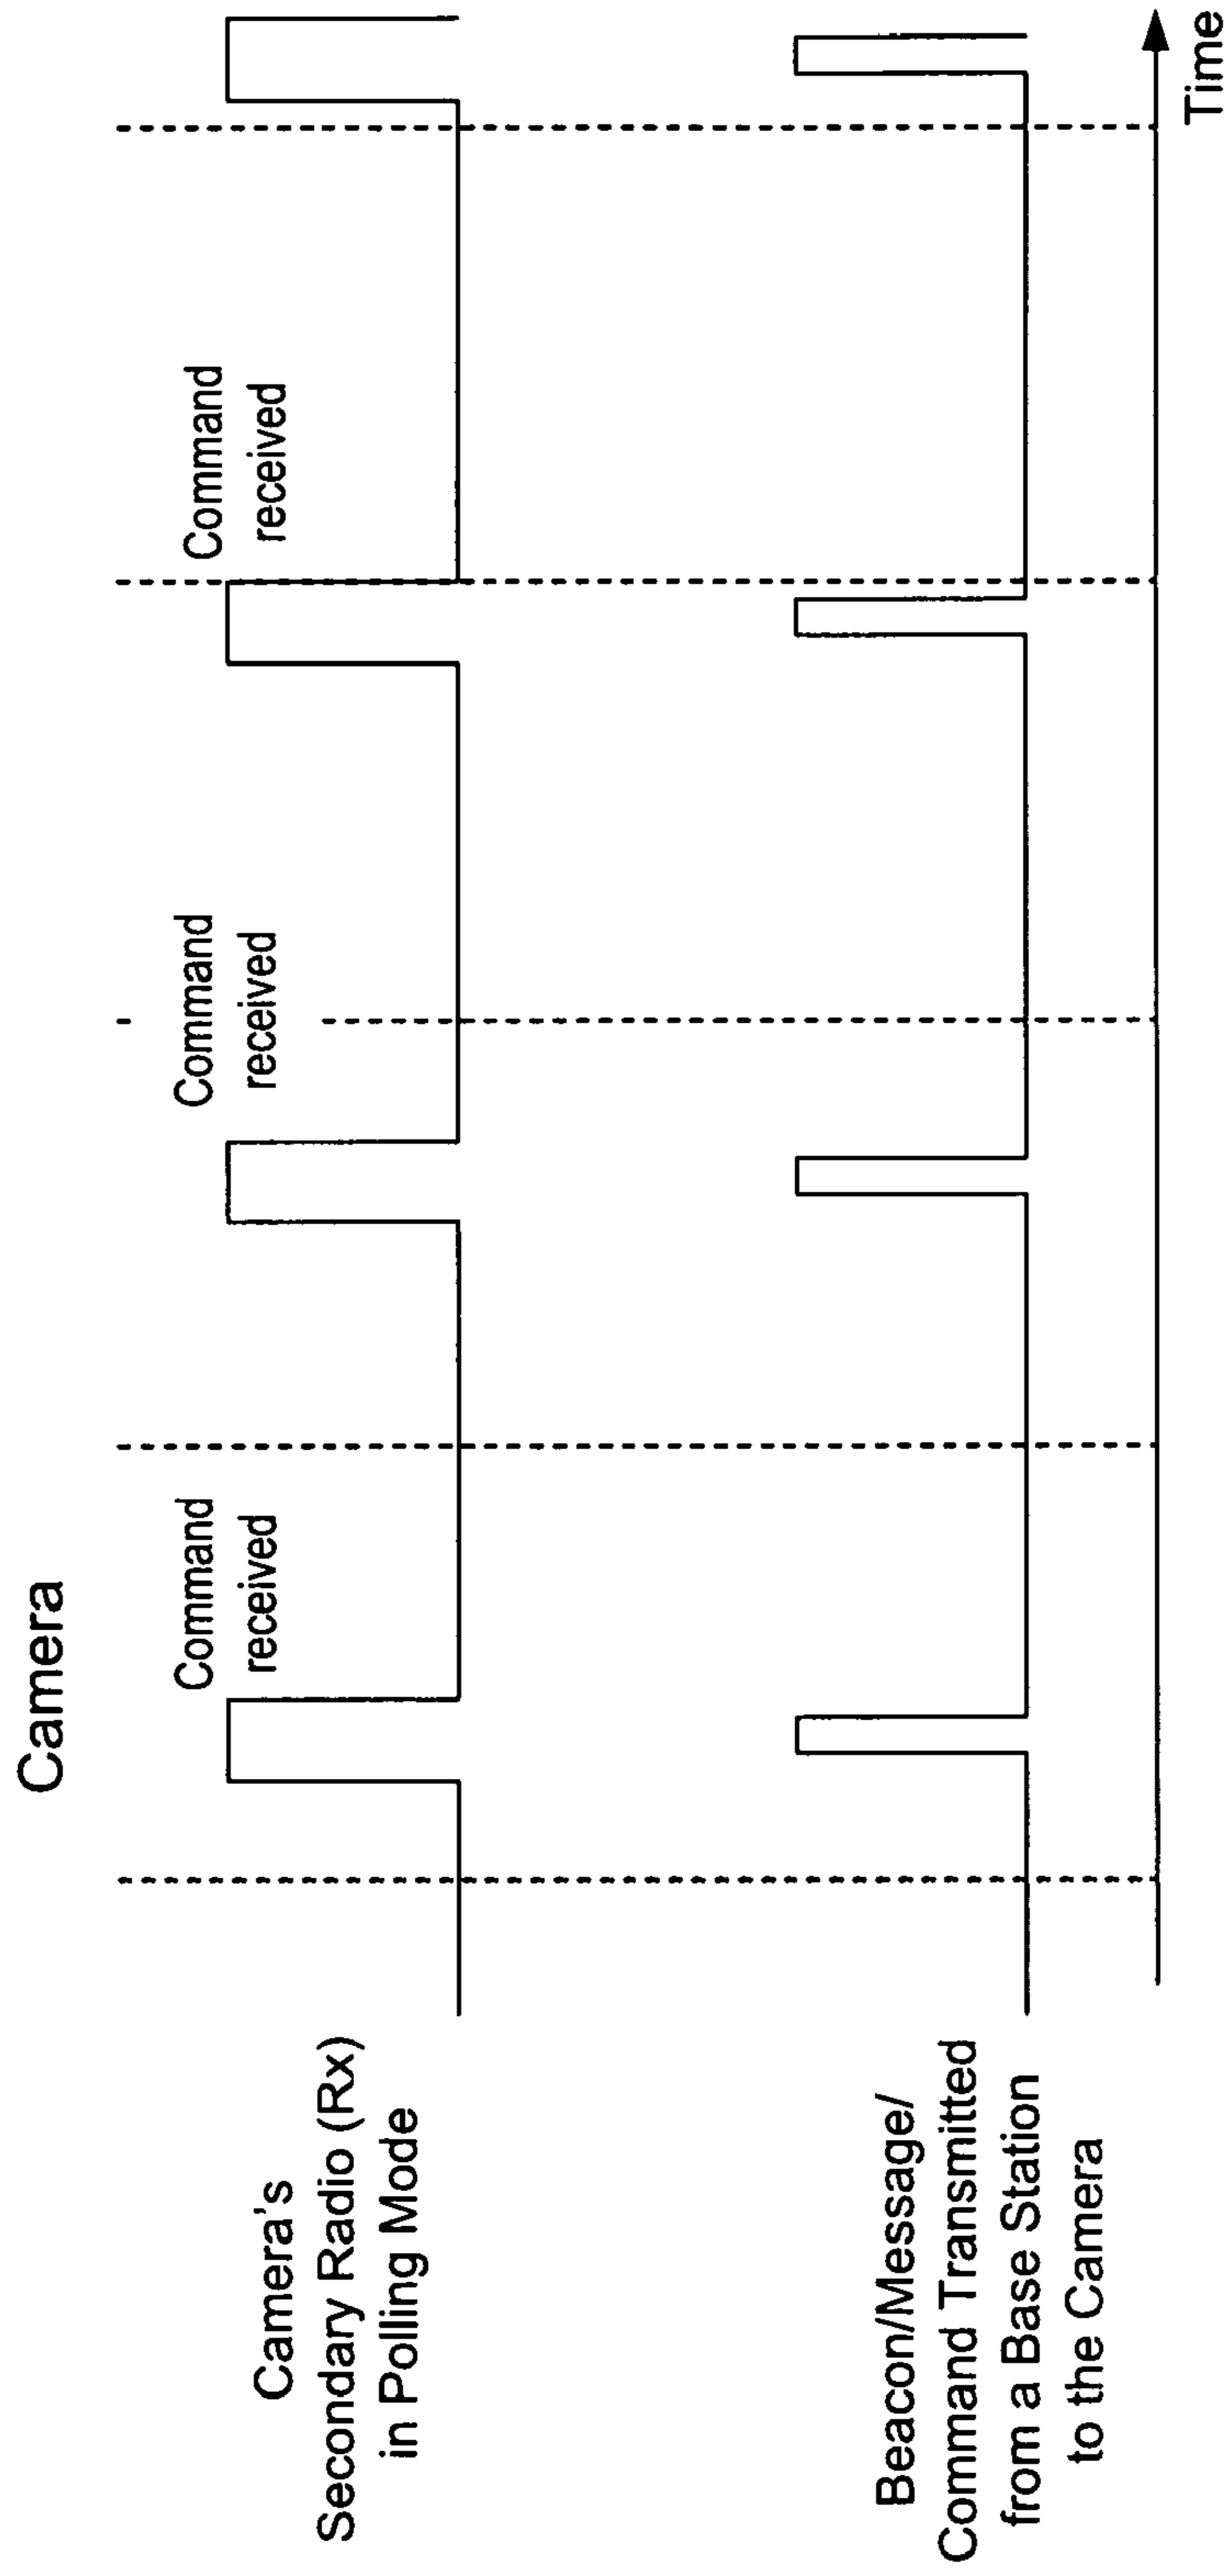 Camera
Camera's
Secondary Radio (Rx)
in Polling Mode
Command
received
Command
received
Command
received
Beacon/Message/
Command Transmitted
from a Base Station
to the Camera
Time